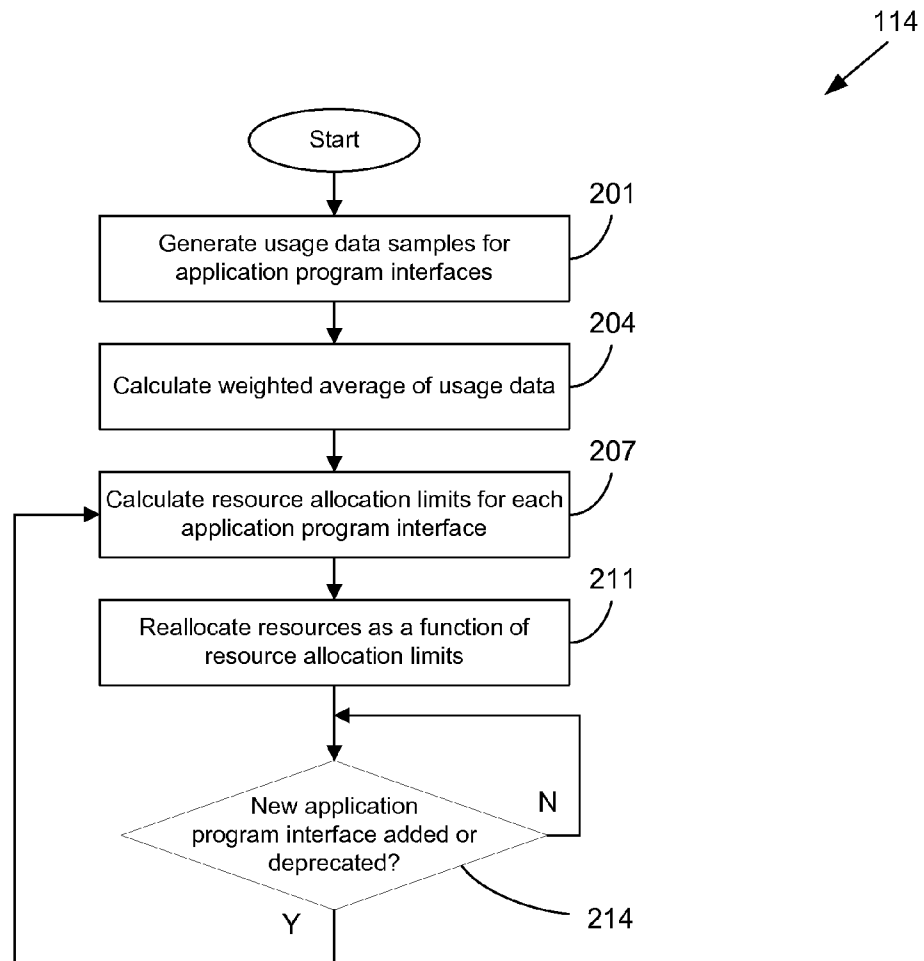 114
Start
201
Generate usage data samples for
application program interfaces
204
Calculate weighted average of usage data
207
Calculate resource allocation limits for each
application program interface
211
Reallocate resources as a function of
resource allocation limits
New application
program interface added or
deprecated?
N
214
Y